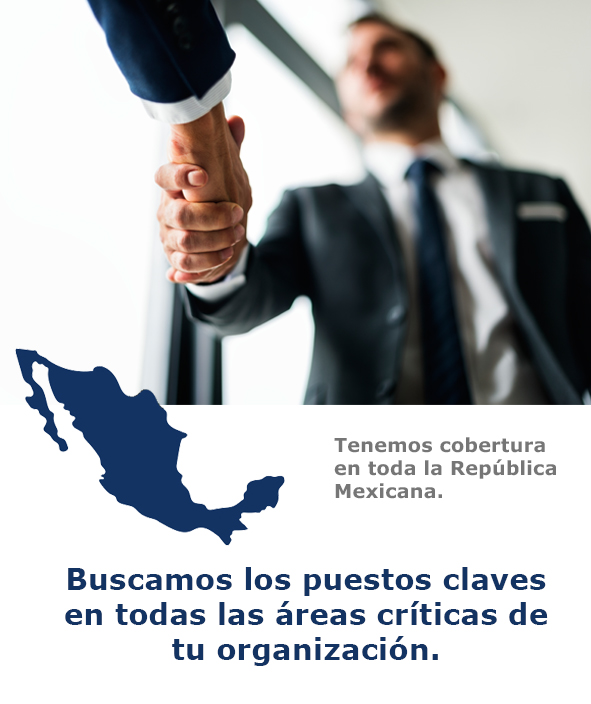 Tenemos cobertura
en toda la República
Mexicana.
Buscamos los puestos claves
en todas las áreas críticas de
tu organización.